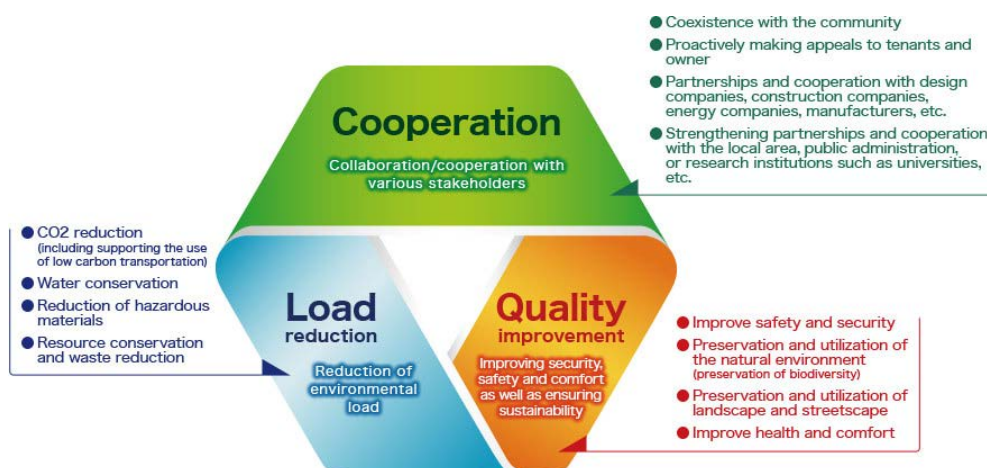 ● Coexistence with the community
● Proactively making appeals to tenants and
owner
● Partnerships and cooperation with design
companies, construction companies,
energy companies, manufacturers, etc.
● Strengthening partnerships and cooperation
with the local area, public administration,
or research institutions such as universities,
etc.
Cooperation
Collaboration/cooperation with
various stakeholders
● CO2 reduction
(including supporting the use
of low carbon transportation)
● Water conservation
● Reduction of hazardous
materials
● Resource conservation
and waste reduction
Load
reduction
Reduction of
environmental
load
Quality
improvement
Improving security,
safety and comfort
as well as ensuring
sustainability
● Improve safety and security
● Preservation and utilization of
the natural environment
(preservation of biodiversity)
● Preservation and utilization of
landscape and streetscape
● Improve health and comfort